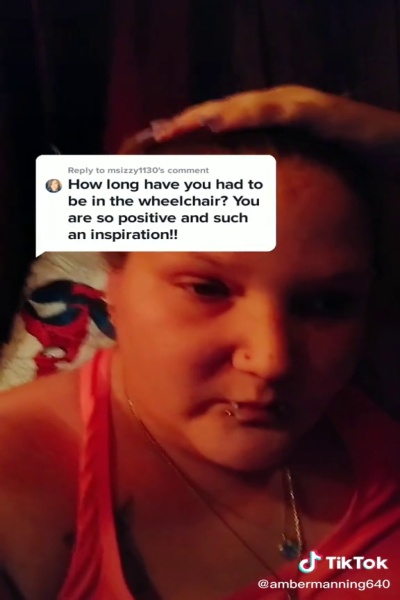 Reply to msizzy1130's comment
How long have you had to
be in the wheelchair? You
are so positive and such
an inspiration!!
TikTok
@ambermanning640